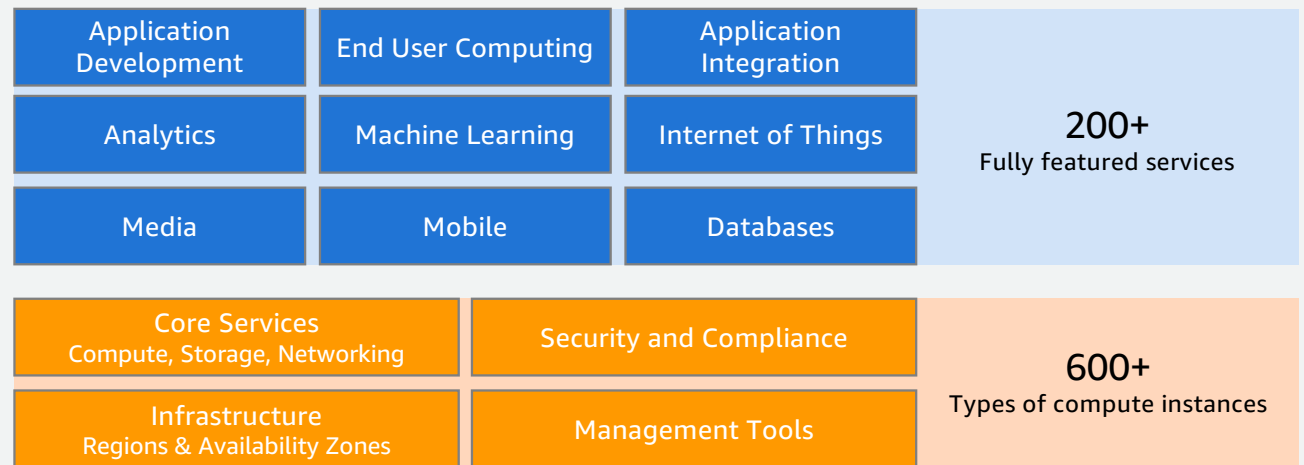 Application
Development
End User Computing
Application
Integration
Analytics
Machine Learning
Internet of Things
200+
Fully featured services
Media
Mobile
Databases
Core Services
Compute, Storage, Networking
Security and Compliance
600+
Types of compute instances
Infrastructure
Regions & Availability Zones
Management Tools